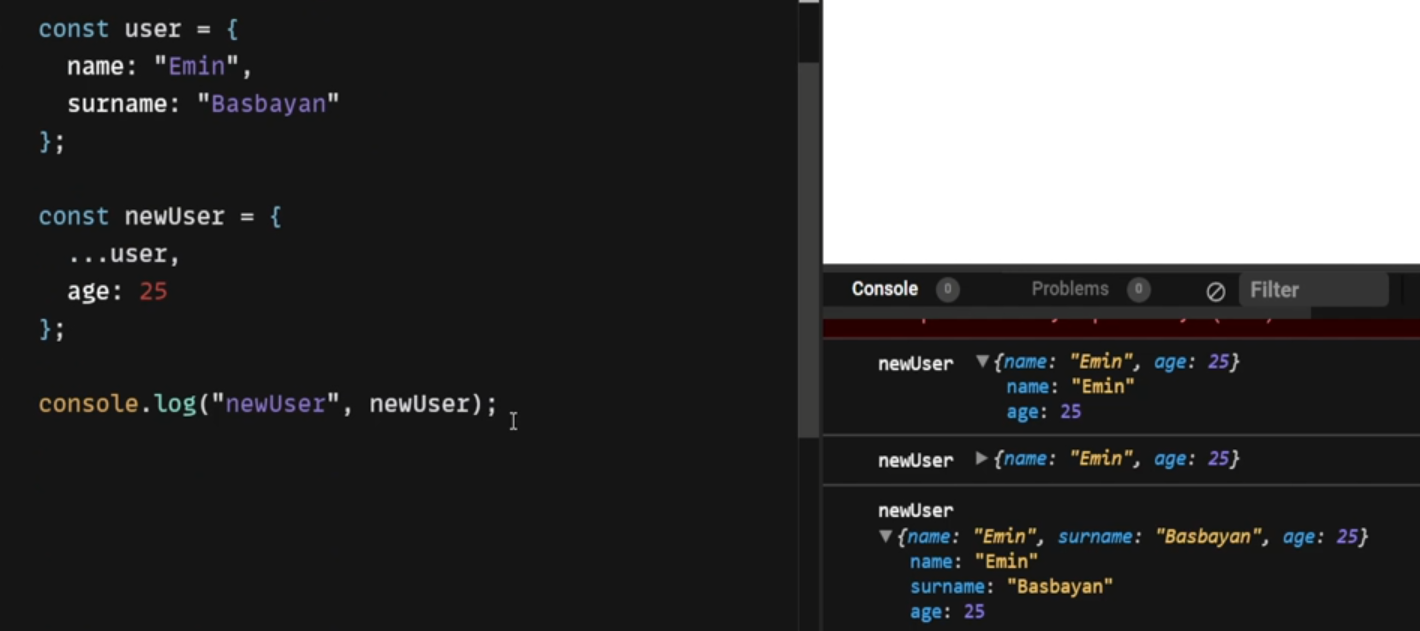 const user = {
  name: "Emin",
  surname: "Basbayan"
};
const newUser = {
  ...user,
  age: 25
};
console.log("newUser", newUser);
Console 0 Problems 0 Filter
newUser ▼{name: "Emin", age: 25}
name: "Emin"
age: 25
newUser ▶{name: "Emin", age: 25}
newUser
▼{name: "Emin", surname: "Basbayan", age: 25}
name: "Emin"
surname: "Basbayan"
age: 25